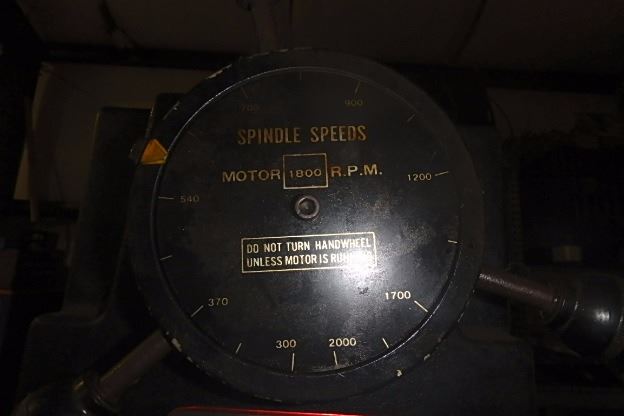 700
900
SPINDLE SPEEDS
MOTOR 1800 R.P.M.
1200
540
DO NOT TURN HANDWHEEL
UNLESS MOTOR IS
370
1700
300
2000